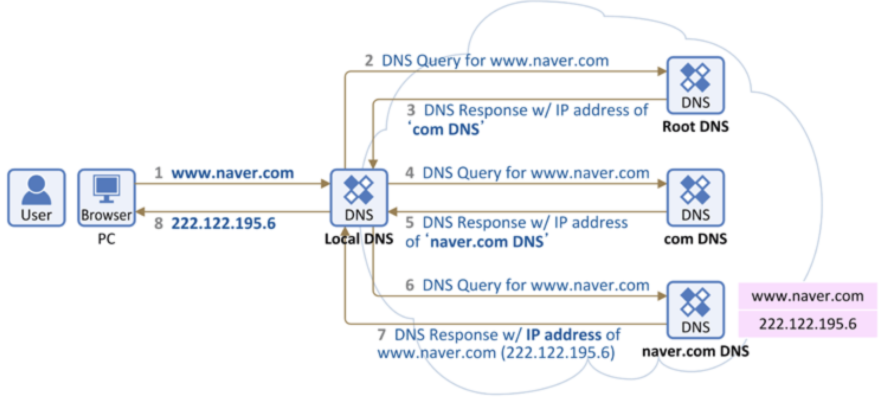 2 DNS Query for www.naver.com
DNS
Root DNS
3 DNS Response w/ IP address of
‘com DNS’
1 www.naver.com
User
Browser
PC
8 222.122.195.6
DNS
Local DNS
4 DNS Query for www.naver.com
DNS
com DNS
5 DNS Response w/ IP address
of ‘naver.com DNS’
6 DNS Query for www.naver.com
DNS
naver.com DNS
7 DNS Response w/ IP address of
www.naver.com (222.122.195.6)
www.naver.com
222.122.195.6